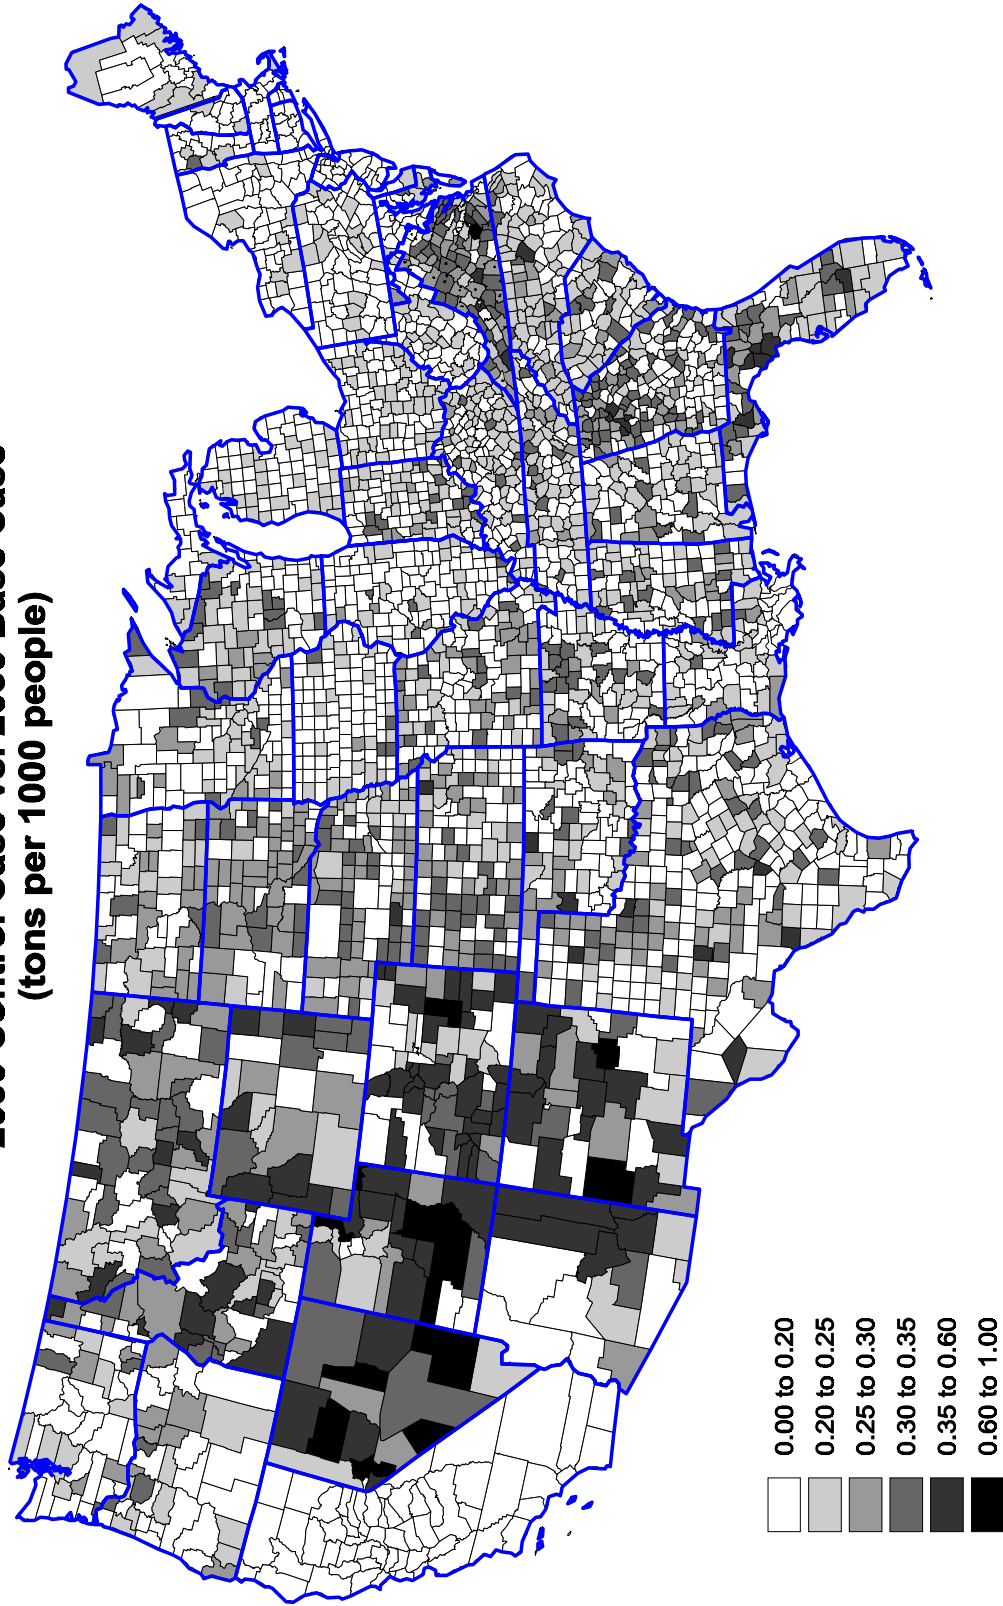 (tons per 1000 people)
0.00 to 0.20
0.20 to 0.25
0.25 to 0.30
0.30 to 0.35
0.35 to 0.60
0.60 to 1.00